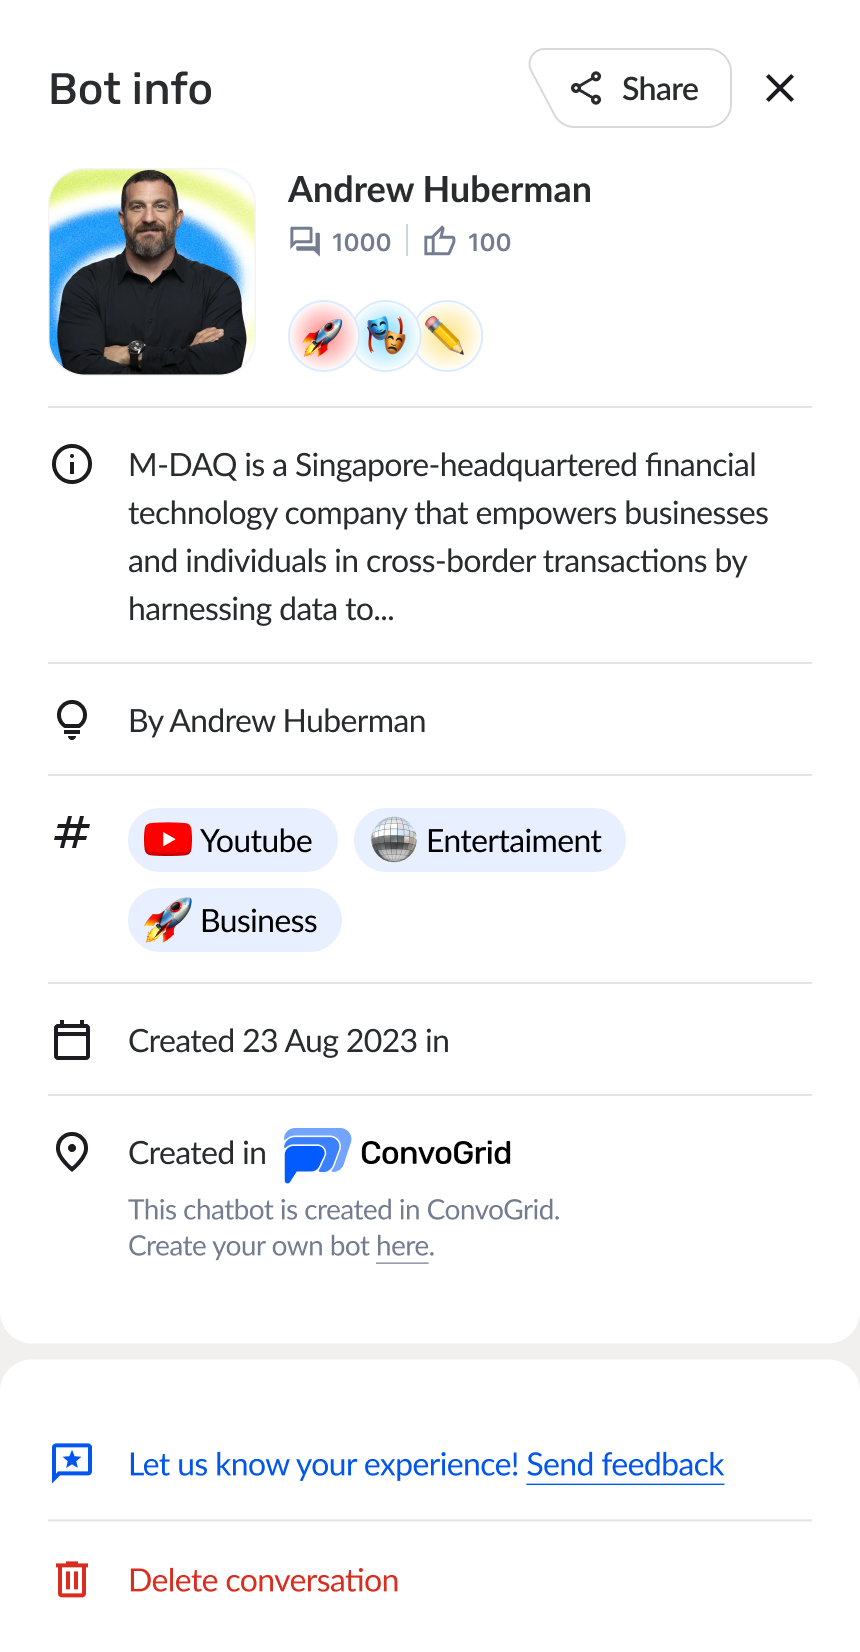 Bot info
Share
Andrew Huberman
1000
100
M-DAQ is a Singapore-headquartered financial
technology company that empowers businesses
and individuals in cross-border transactions by
harnessing data to...
By Andrew Huberman
Youtube
Entertaiment
Business
Created 23 Aug 2023 in
Created in ConvoGrid
This chatbot is created in ConvoGrid.
Create your own bot here.
Let us know your experience! Send feedback
Delete conversation